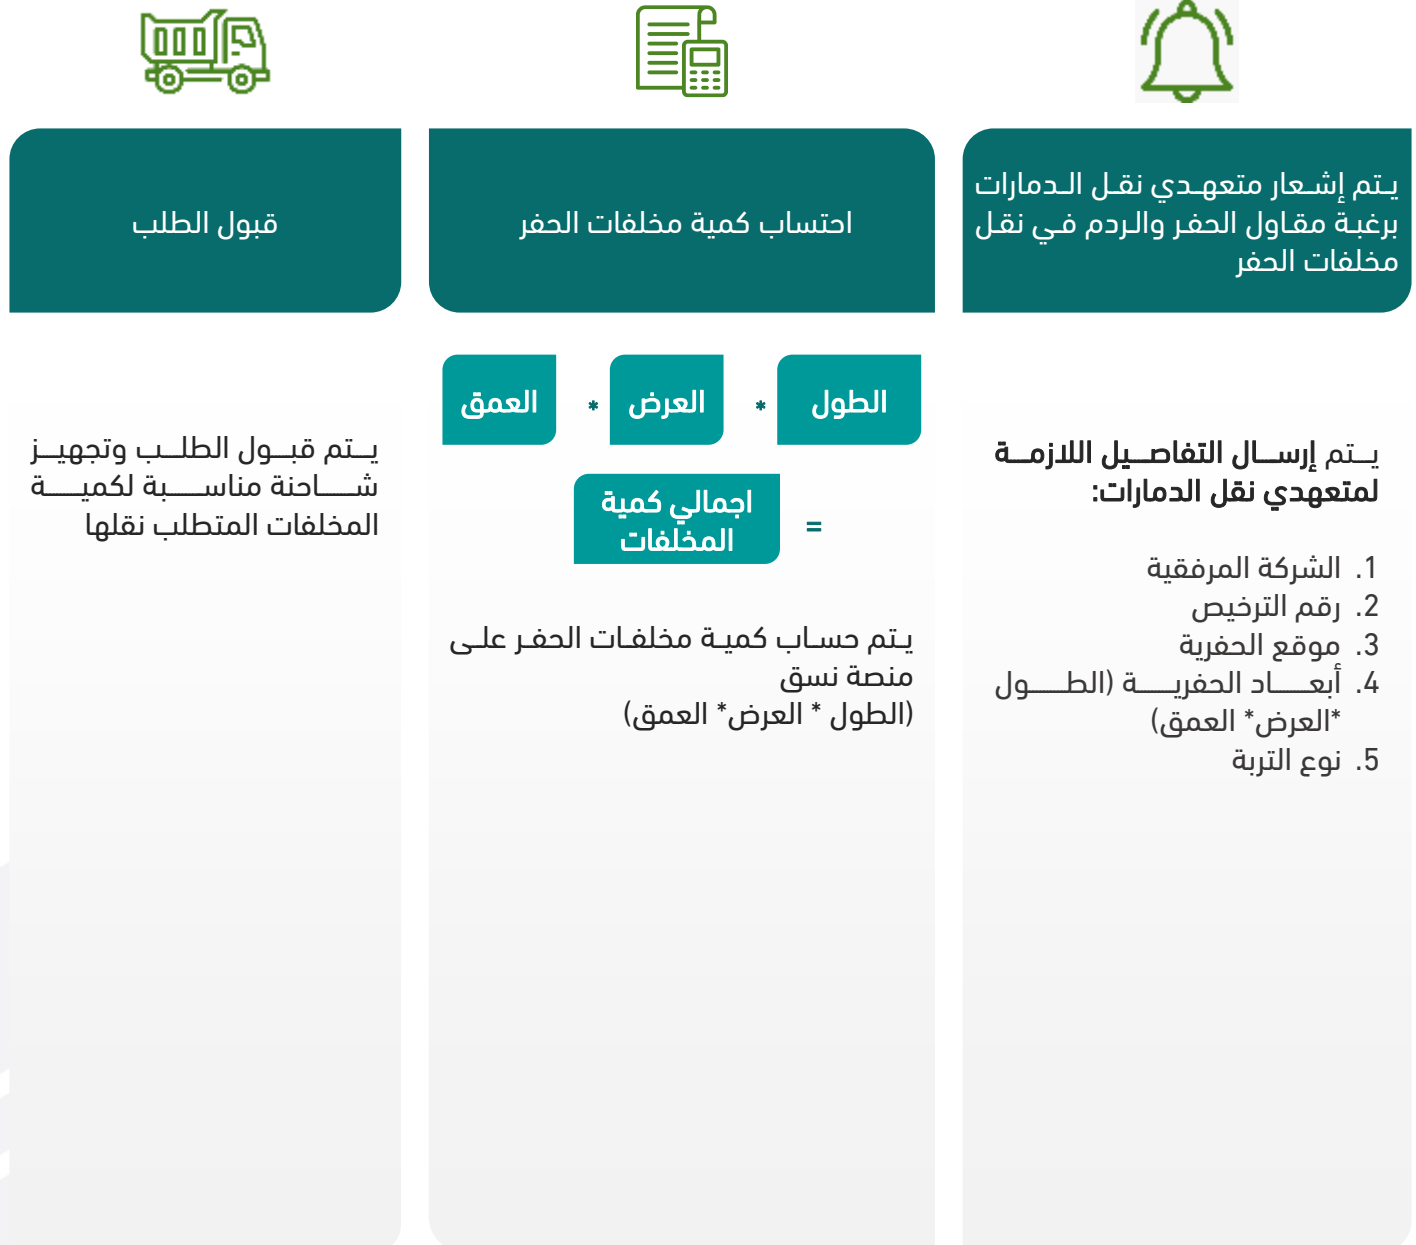 يتم إشعار متعهدي نقل الدمارات
برغبة مقاول الحفر والردم في نقل
مخلفات الحفر
يتم إرسال التفاصيل اللازمة
لمتعهدي نقل الدمارات:
1. الشركة المرفقية
2. رقم الترخيص
3. موقع الحفرية
4. أبعاد الحفرية (الطول
*العرض* العمق)
5. نوع التربة
احتساب كمية مخلفات الحفر
الطول * العرض * العمق
= اجمالي كمية
المخلفات
يتم حساب كمية مخلفات الحفر على
منصة نسق
(الطول * العرض* العمق)
قبول الطلب
يتم قبول الطلب وتجهيز
شاحنة مناسبة لكمية
المخلفات المتطلب نقلها